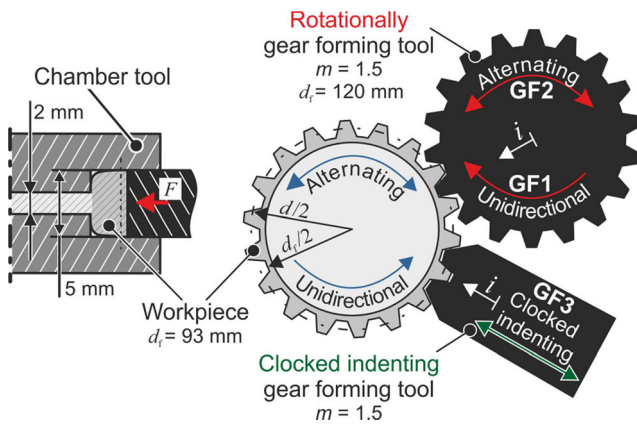 Rotationally
gear forming tool
m = 1.5
df = 120 mm
Chamber tool
2 mm
F
5 mm
Workpiece
df = 93 mm
Alternating
d/2
df/2
Unidirectional
Alternating
GF2
i
GF1
Unidirectional
i
GF3
Clocked
indenting
Clocked indenting
gear forming tool
m = 1.5